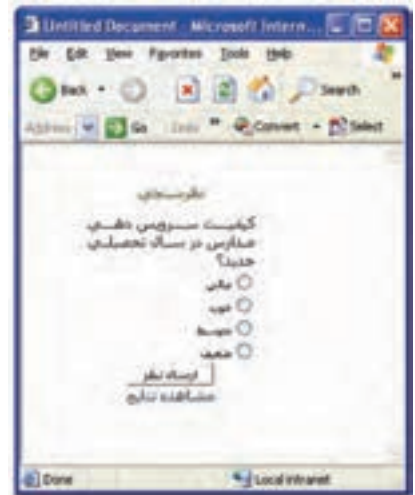 Untitled Document - Microsoft Intern...
File Edit View Favorites Tools Help
Back Search
Address Go Links Convert Select
نظرسنجی
کیفیت سرویس دهی
مدارس در سال تحصیلی
جدید؟
عالی
خوب
متوسط
ضعیف
ارسال نظر
مشاهده نتایج
Done Local intranet